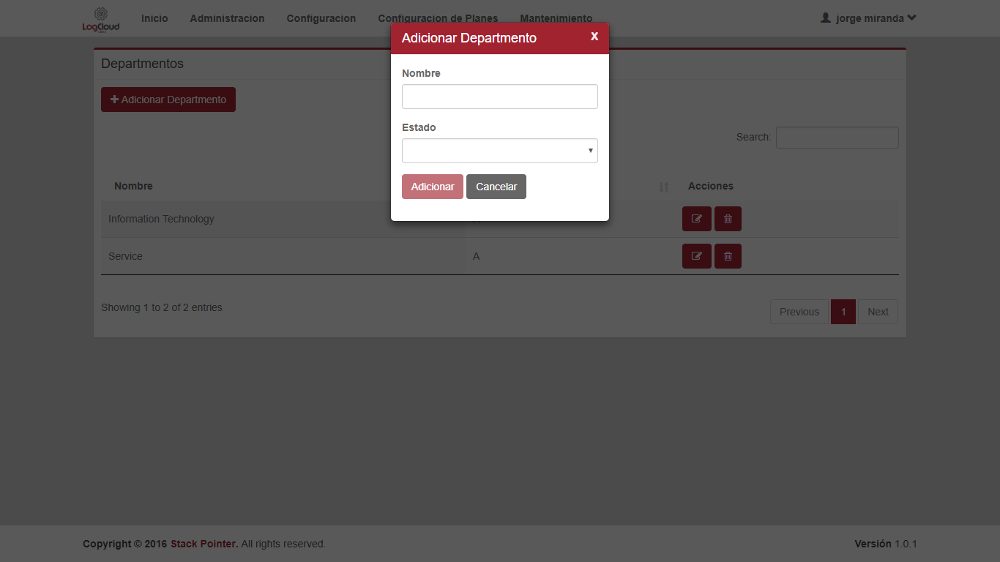 LogCloud
Inicio Administracion Configuracion Configuracion de Planes Mantenimiento jorge miranda
Adicionar Departmento x
Departmentos
Nombre
Adicionar Departmento
Estado
Search:
Adicionar Cancelar
Nombre Acciones
Information Technology
Service A
Showing 1 to 2 of 2 entries
Previous 1 Next
Copyright © 2016 Stack Pointer. All rights reserved. Versión 1.0.1